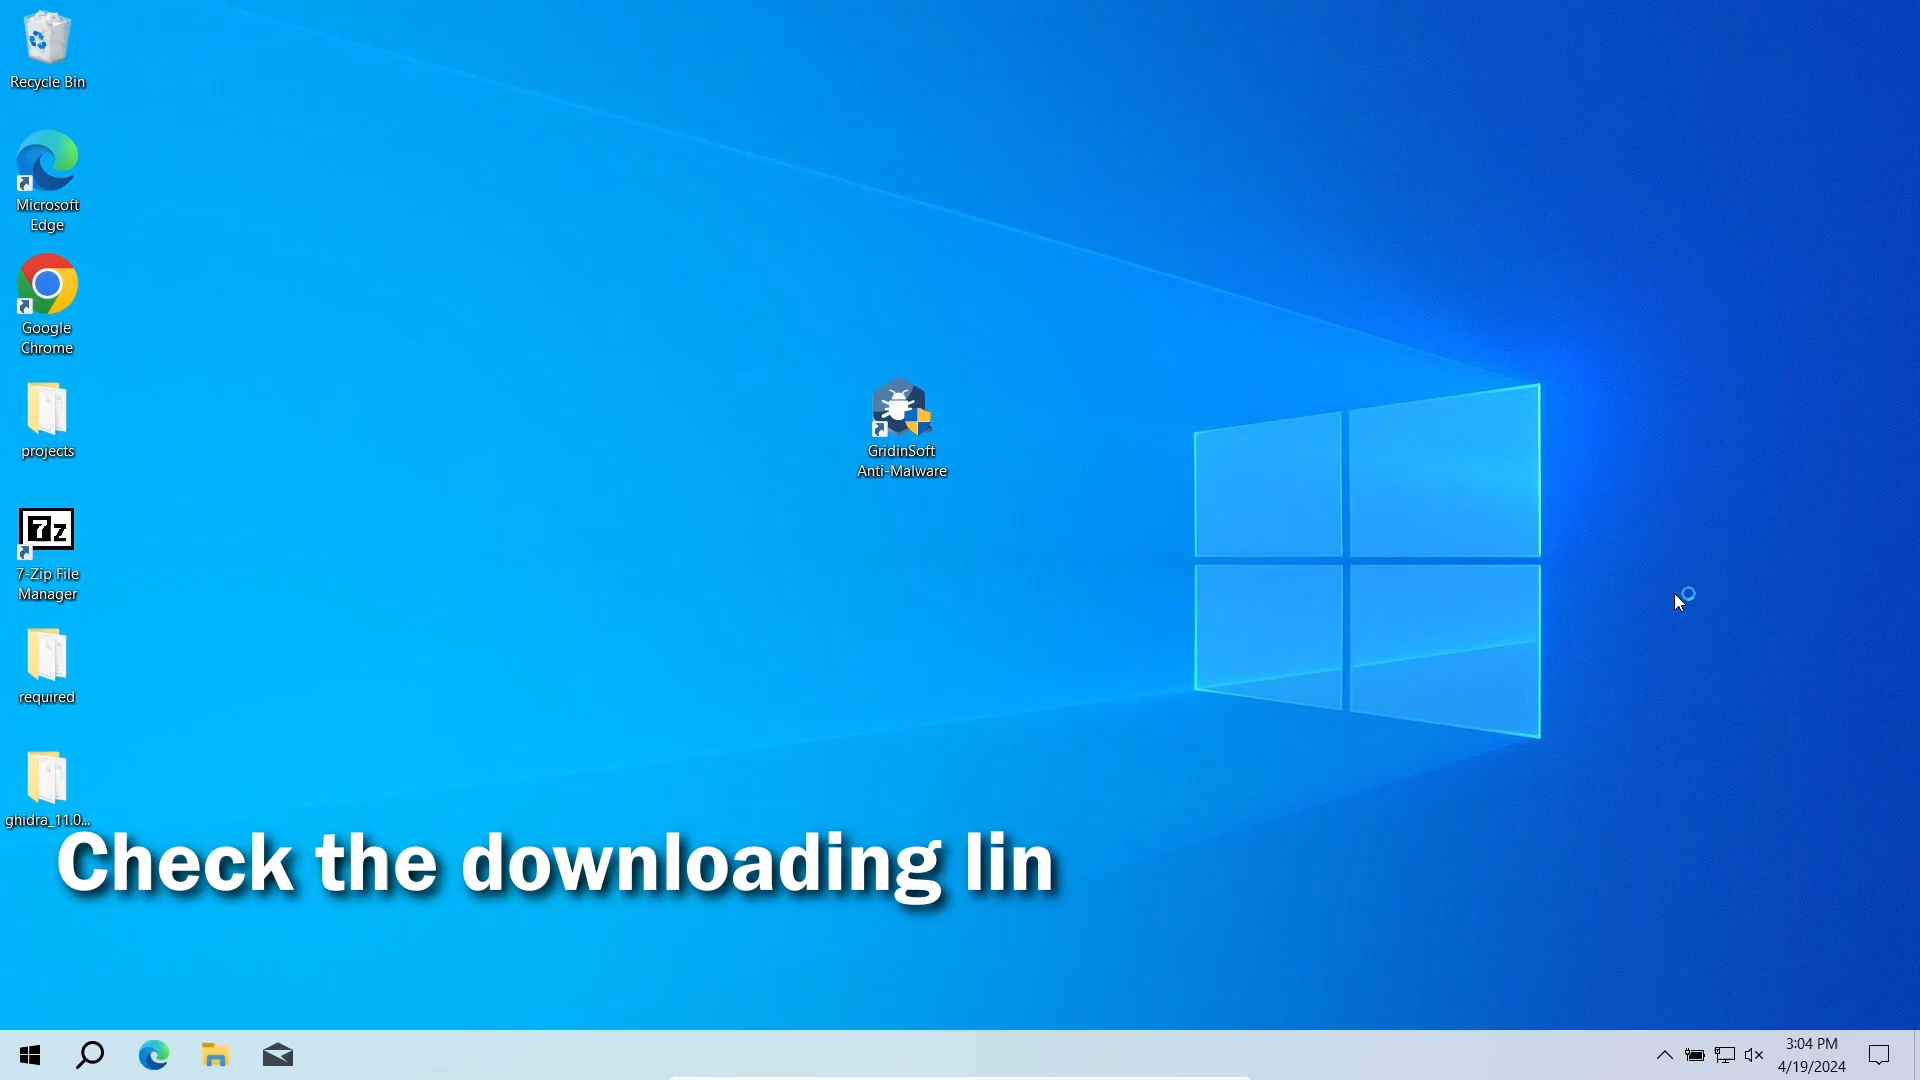 Recycle Bin
Microsoft
Edge
Google
Chrome
projects
7z
7-Zip File
Manager
required
ghidra_11.0...
GridinSoft
Anti-Malware
Check the downloading lin
3:04 PM
4/19/2024